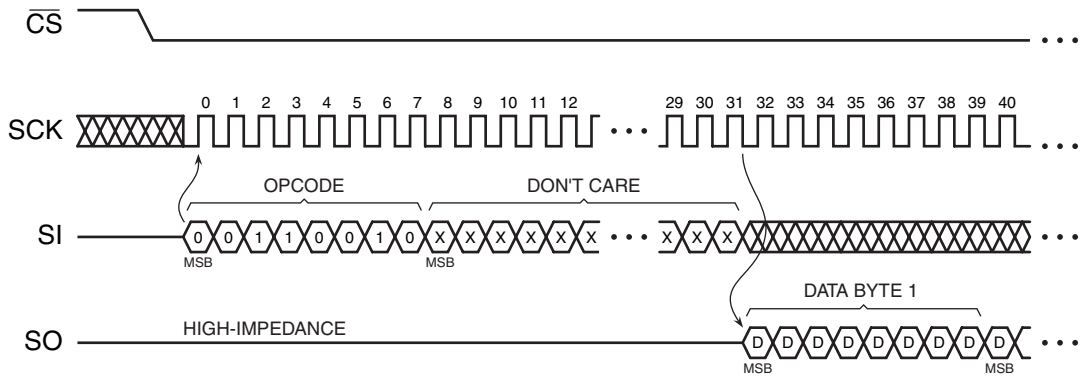 CS
0 1 2 3 4 5 6 7 8 9 10 11 12 29 30 31 32 33 34 35 36 37 38 39 40
SCK
OPCODE DON'T CARE
SI 0 0 1 1 0 0 1 0 X X X X X X X X X
MSB MSB
DATA BYTE 1
HIGH-IMPEDANCE
SO D D D D D D D D D
MSB MSB